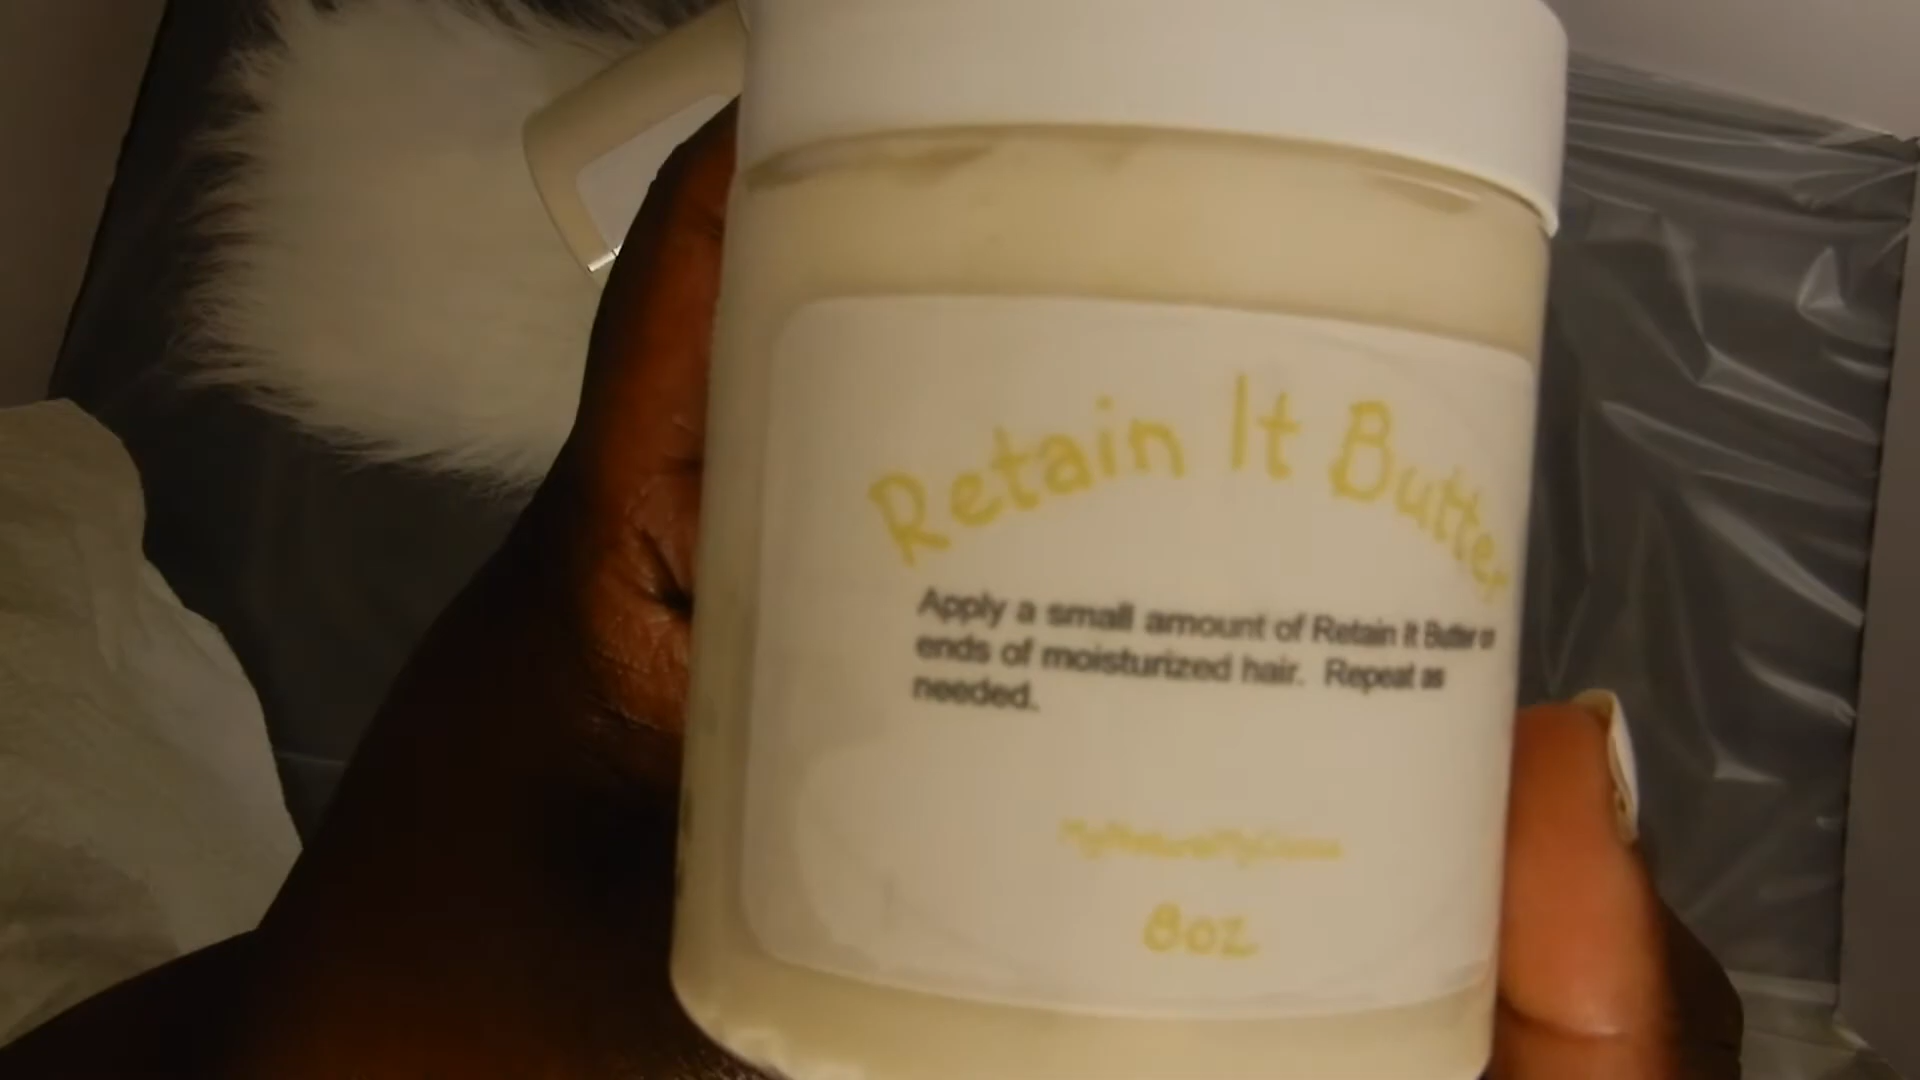 Retain It Butter
Apply a small amount of Retain It Butter
ends of moisturized hair. Repeat as
needed.
8oz